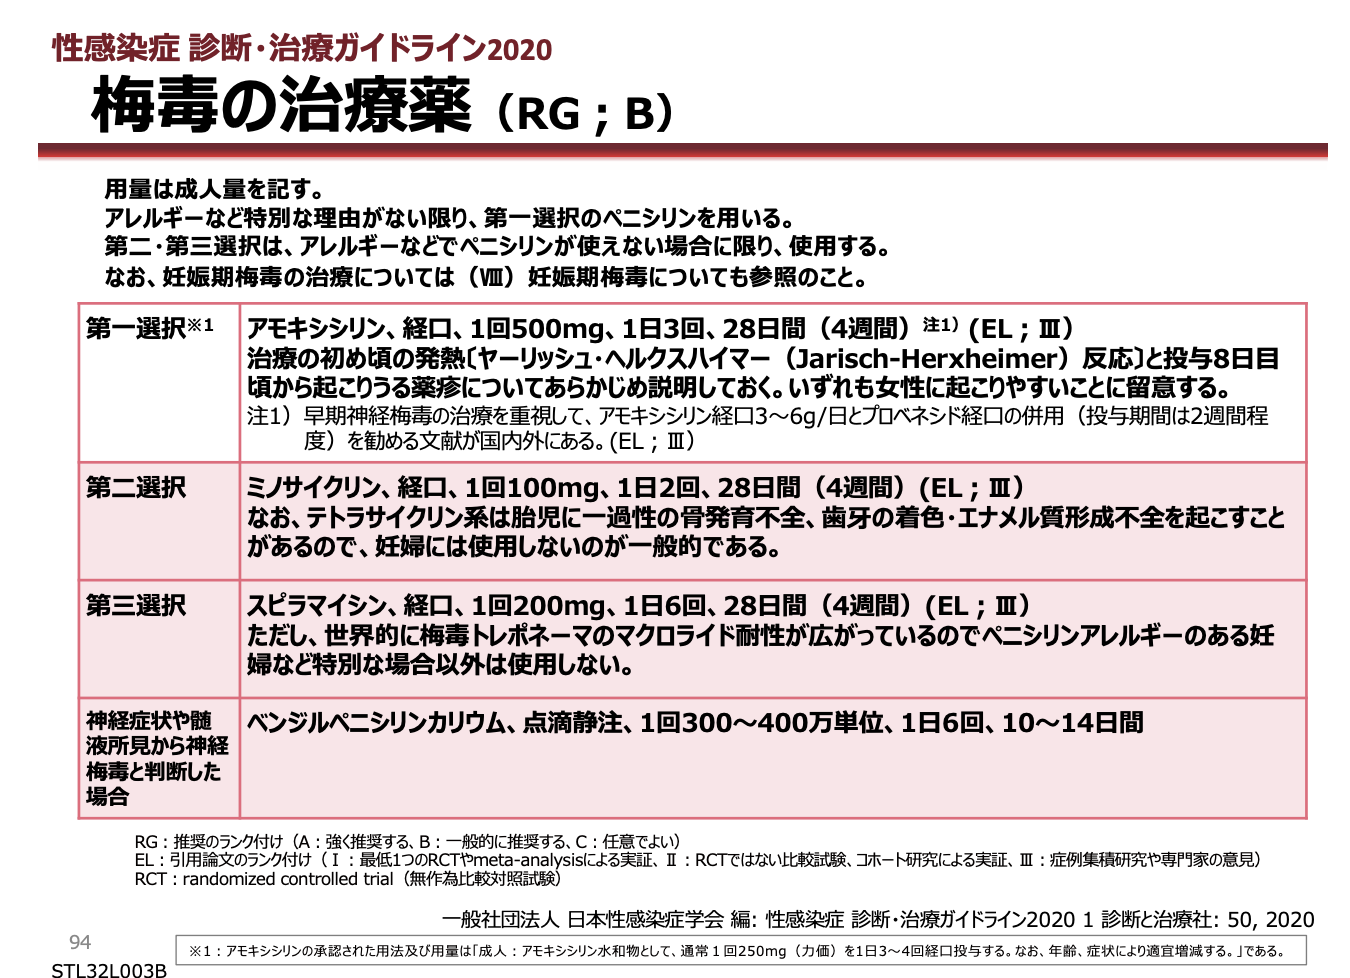 性感染症 診断･治療ガイドライン2020
梅毒の治療薬（RG；B）
用量は成人量を記す。
アレルギーなど特別な理由がない限り、第一選択のペニシリンを用いる。
第二･第三選択は、アレルギーなどでペニシリンが使えない場合に限り、使用する。
なお、妊娠期梅毒の治療については（Ⅷ）妊娠期梅毒についても参照のこと。
第一選択※1
アモキシシリン、経口、1回500mg、1日3回、28日間（4週間）注1）(EL；Ⅲ）
治療の初め頃の発熱〔ヤーリッシュ･ヘルクスハイマー（Jarisch-Herxheimer）反応〕と投与8日目
頃から起こりうる薬疹についてあらかじめ説明しておく。いずれも女性に起こりやすいことに留意する。
注1）早期神経梅毒の治療を重視して、アモキシシリン経口3～6g/日とプロベネシド経口の併用（投与期間は2週間程
度）を勧める文献が国内外にある。(EL；Ⅲ）
第二選択
ミノサイクリン、経口、1回100mg、1日2回、28日間（4週間）(EL；Ⅲ）
なお、テトラサイクリン系は胎児に一過性の骨発育不全、歯牙の着色･エナメル質形成不全を起こすこと
があるので、妊婦には使用しないのが一般的である。
第三選択
スピラマイシン、経口、1回200mg、1日6回、28日間（4週間）(EL；Ⅲ）
ただし、世界的に梅毒トレポネーマのマクロライド耐性が広がっているのでペニシリンアレルギーのある妊
婦など特別な場合以外は使用しない。
神経症状や髄
液所見から神経
梅毒と判断した
場合
ベンジルペニシリンカリウム、点滴静注、1回300～400万単位、1日6回、10～14日間
RG：推奨のランク付け（A：強く推奨する、B：一般的に推奨する、C：任意でよい）
EL：引用論文のランク付け（Ⅰ：最低1つのRCTやmeta-analysisによる実証、Ⅱ：RCTではない比較試験、コホート研究による実証、Ⅲ：症例集積研究や専門家の意見）
RCT：randomized controlled trial（無作為比較対照試験）
一般社団法人 日本性感染症学会 編: 性感染症 診断･治療ガイドライン2020 1 診断と治療社: 50, 2020
94
※1：アモキシシリンの承認された用法及び用量は｢成人：アモキシシリン水和物として、通常１回250mg（力価）を1日3～4回経口投与する。なお、年齢、症状により適宜増減する。｣である。
STL32L003B